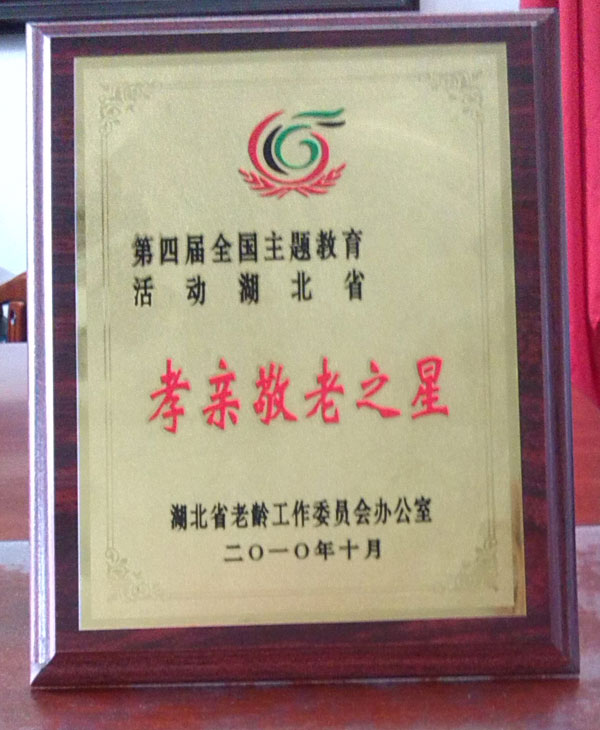 第四届全国主题教育
活动湖北省
孝亲敬老之星
湖北省老龄工作委员会办公室
二〇一〇年十月